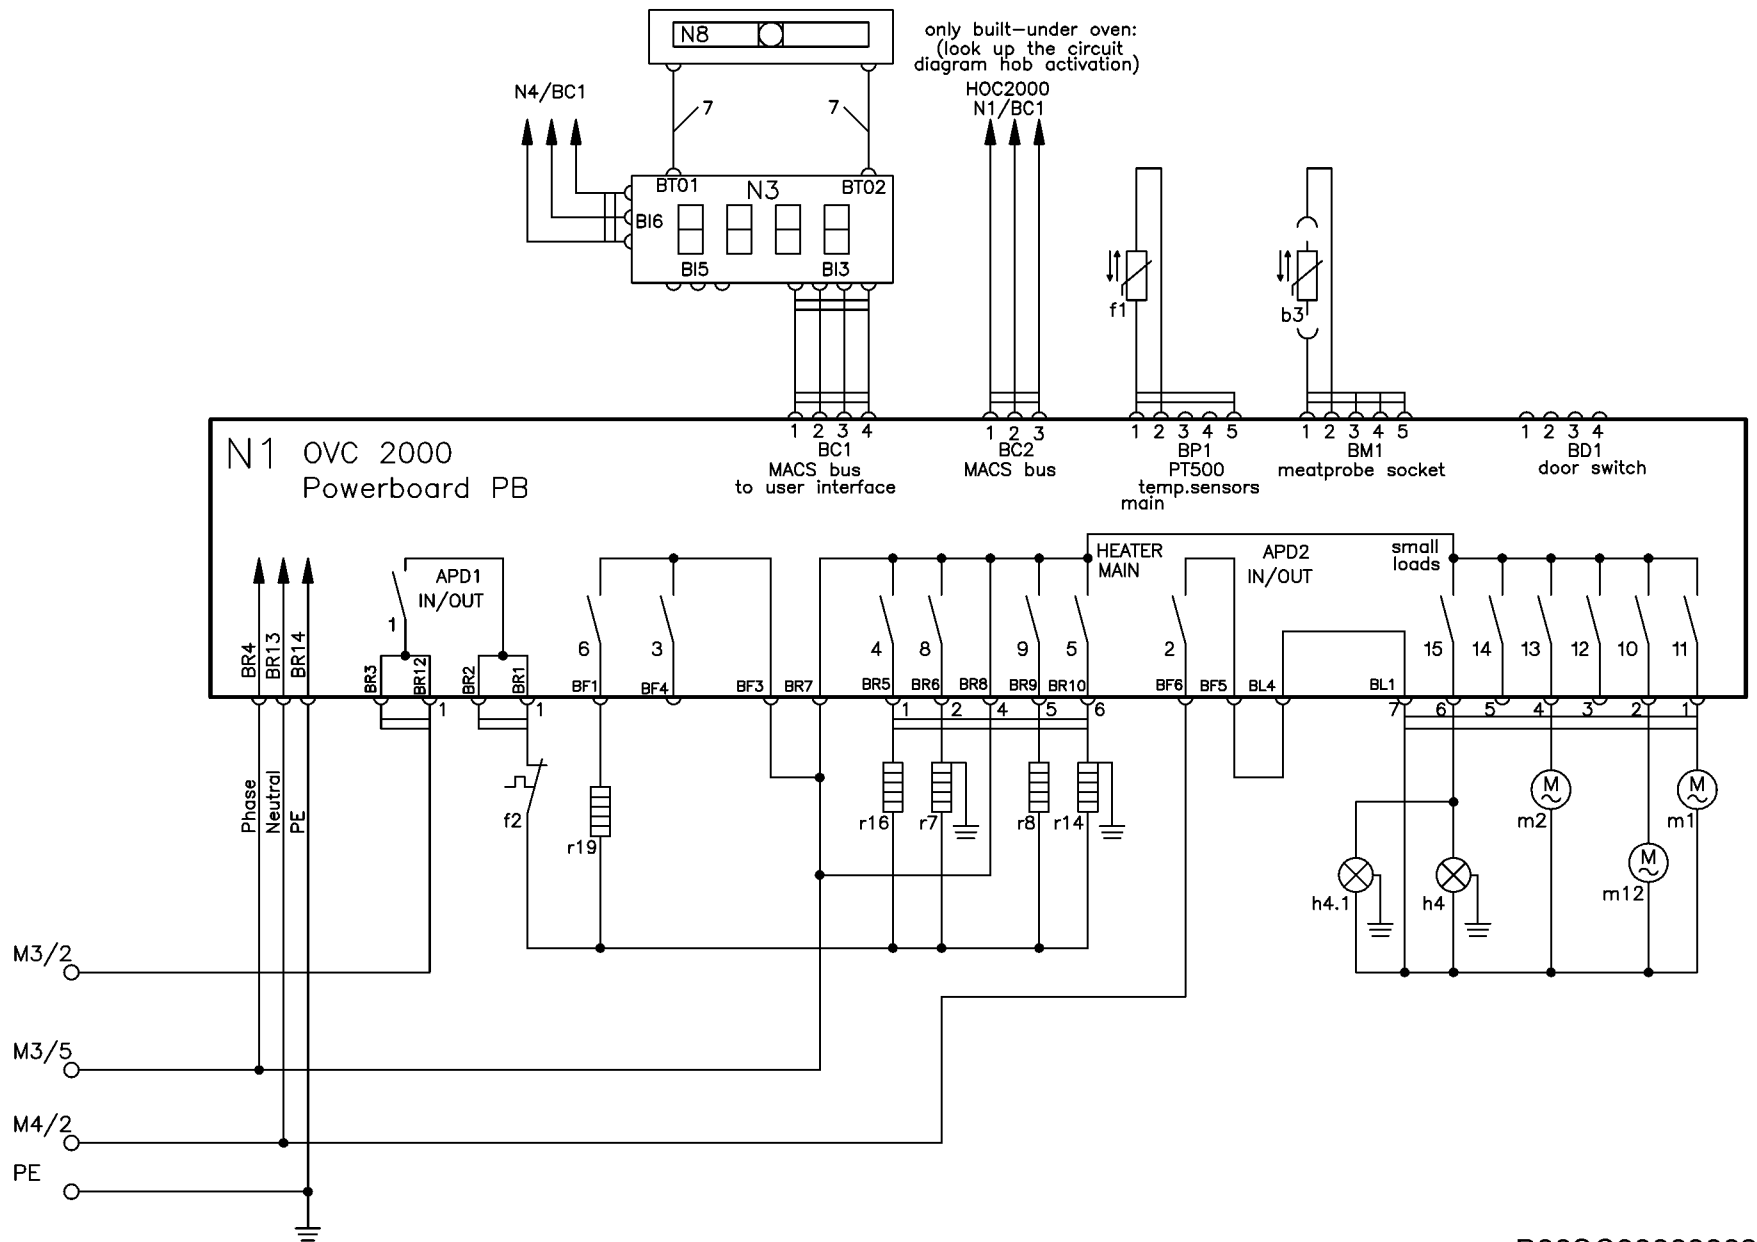 N8
only built-under oven:
(look up the circuit
diagram hob activation)
HOC2000
N1/BC1
N4/BC1
7
7
BT01
N3
BT02
BI6
BI5
BI3
f1
b3
N1 OVC 2000
Powerboard PB
1 2 3 4
BC1
MACS bus
to user interface
1 2 3
BC2
MACS bus
1 2 3 4 5
BP1
PT500
temp.sensors
main
1 2 3 4 5
BM1
meatprobe socket
1 2 3 4
BD1
door switch
APD1
IN/OUT
HEATER
MAIN
APD2
IN/OUT
small
loads
1 6 3 4 8 9 5 2 15 14 13 12 10 11
BR4 BR13 BR14 BR3 BR12 BR2 BR1 BF1 BF4 BF3 BR7 BR5 BR6 BR8 BR9 BR10 BF6 BF5 BL4 BL1
1 1 1 2 4 5 6 7 6 5 4 3 2 1
Phase
Neutral
PE
f2
r19
r16 r7 r8 r14
M
m2
M
m1
M
m12
h4.1
h4
M3/2
M3/5
M4/2
PE